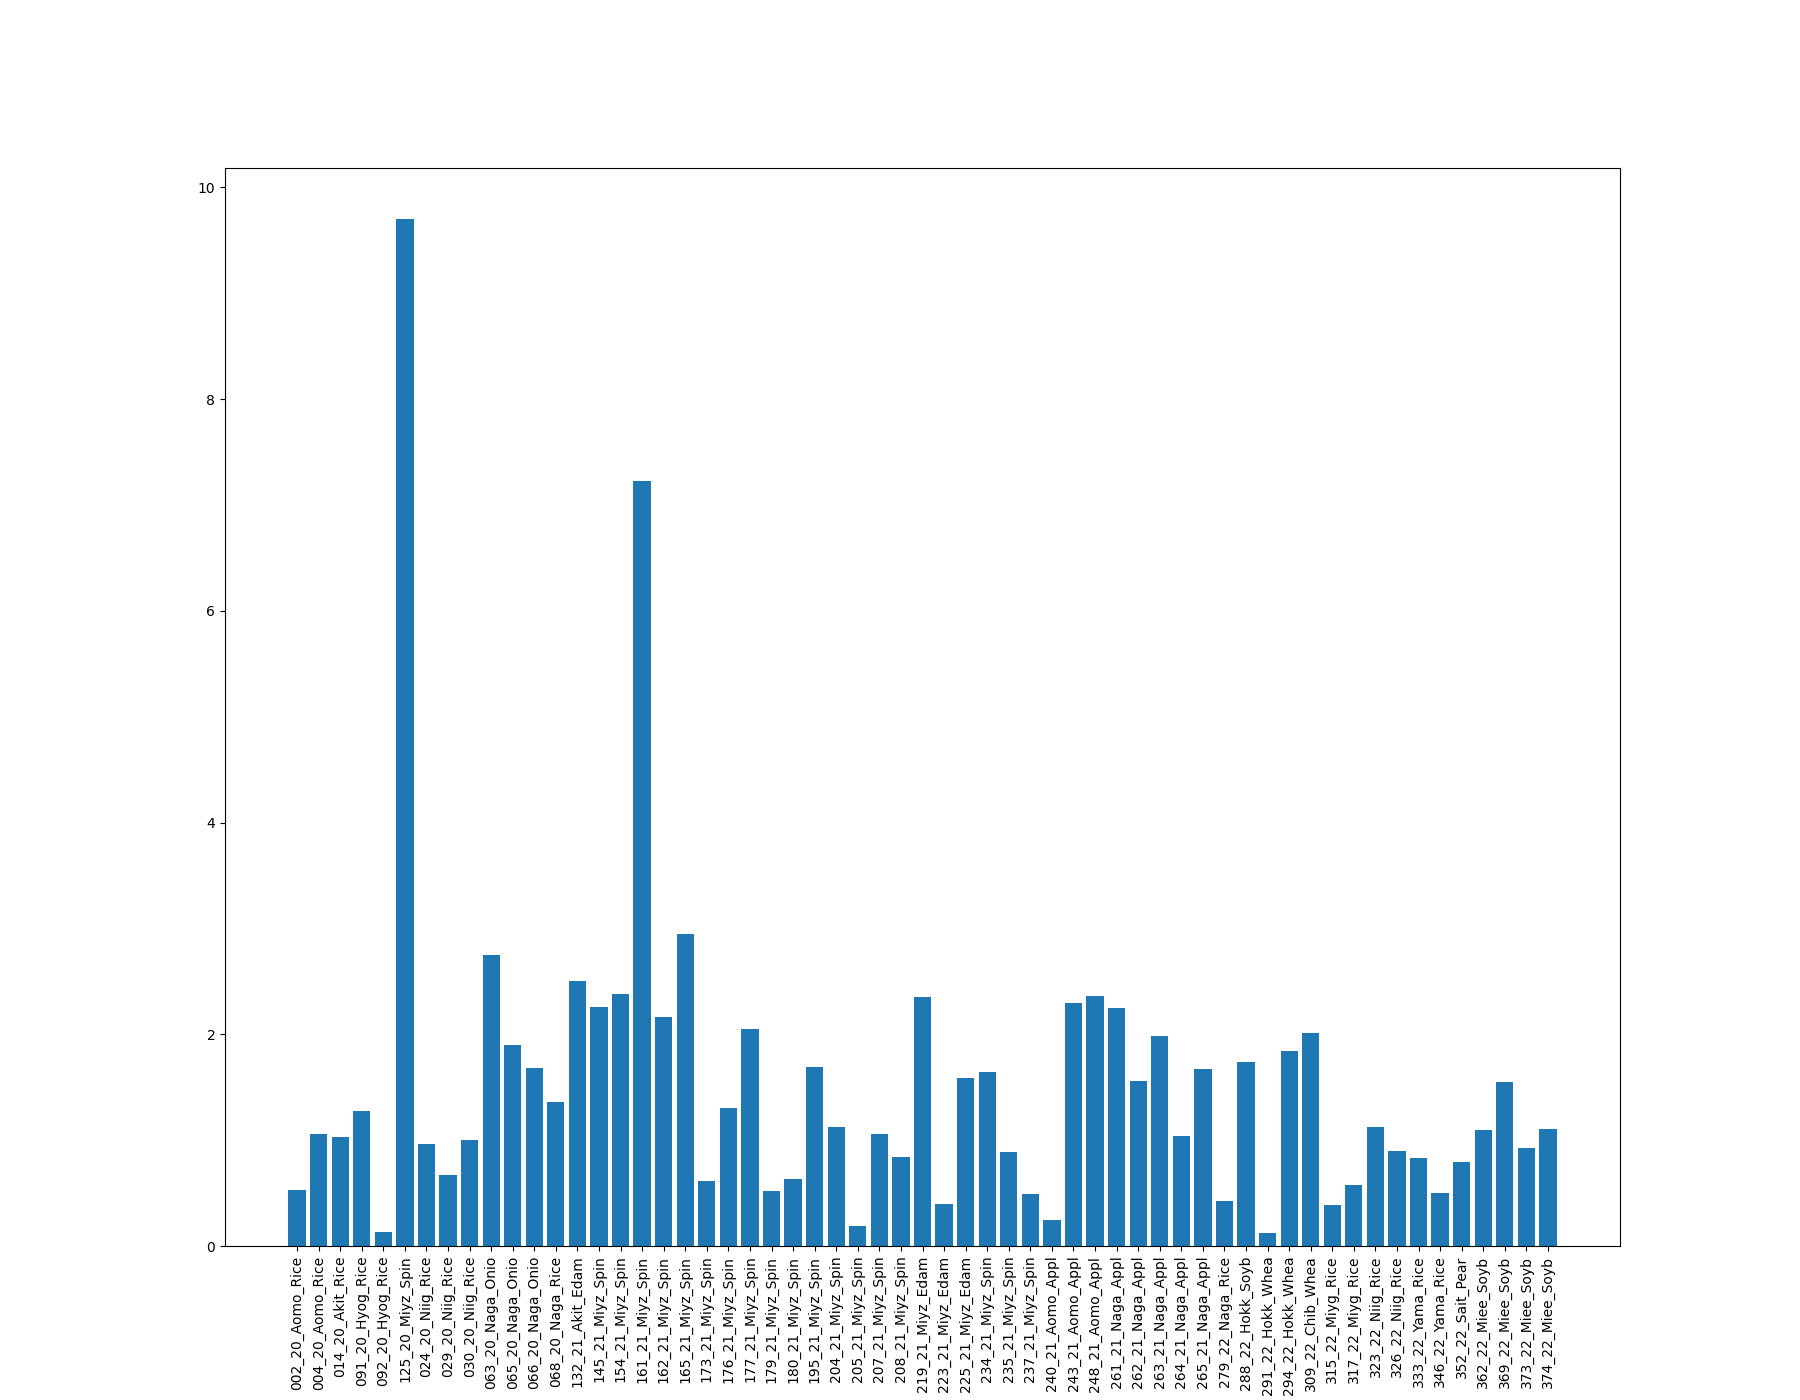 10
8
6
4
2
0
002_20_Aomo_Rice
004_20_Aomo_Rice
014_20_Akit_Rice
091_20_Hyog_Rice
092_20_Hyog_Rice
125_20_Miyz_Spin
024_20_Niig_Rice
029_20_Niig_Rice
030_20_Niig_Rice
063_20_Naga_Onio
065_20_Naga_Onio
066_20_Naga_Onio
068_20_Naga_Rice
132_21_Akit_Edam
145_21_Miyz_Spin
154_21_Miyz_Spin
161_21_Miyz_Spin
162_21_Miyz_Spin
165_21_Miyz_Spin
173_21_Miyz_Spin
176_21_Miyz_Spin
177_21_Miyz_Spin
179_21_Miyz_Spin
180_21_Miyz_Spin
195_21_Miyz_Spin
204_21_Miyz_Spin
205_21_Miyz_Spin
207_21_Miyz_Spin
208_21_Miyz_Spin
219_21_Miyz_Edam
223_21_Miyz_Edam
225_21_Miyz_Edam
234_21_Miyz_Spin
235_21_Miyz_Spin
237_21_Miyz_Spin
240_21_Aomo_Appl
243_21_Aomo_Appl
248_21_Aomo_Appl
261_21_Naga_Appl
262_21_Naga_Appl
263_21_Naga_Appl
264_21_Naga_Appl
265_21_Naga_Appl
279_22_Naga_Rice
288_22_Hokk_Soyb
291_22_Hokk_Whea
294_22_Hokk_Whea
309_22_Chib_Whea
315_22_Miyg_Rice
317_22_Miyg_Rice
323_22_Niig_Rice
326_22_Niig_Rice
333_22_Yama_Rice
346_22_Yama_Rice
352_22_Sait_Pear
362_22_Miee_Soyb
369_22_Miee_Soyb
373_22_Miee_Soyb
374_22_Miee_Soyb